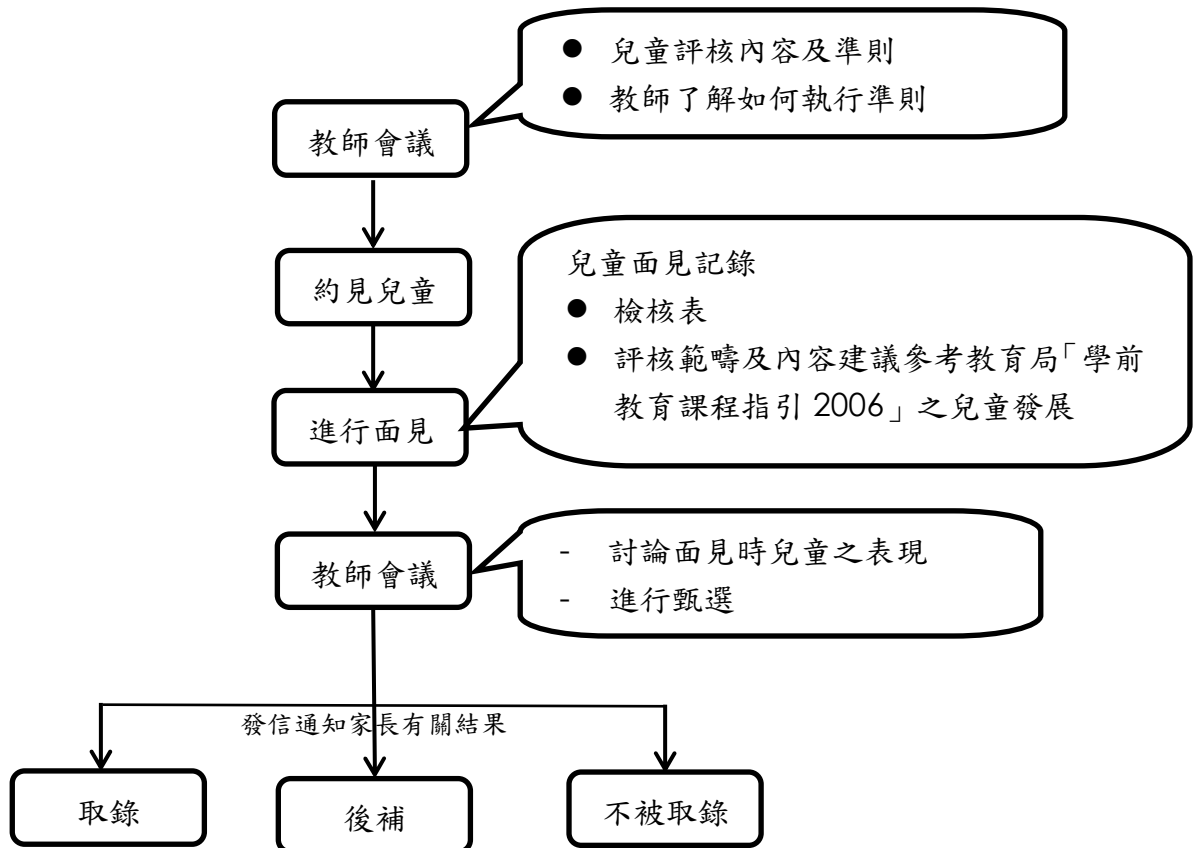 ● 兒童評核內容及準則
● 教師了解如何執行準則
教師會議
約見兒童
兒童面見記錄
● 檢核表
● 評核範疇及內容建議參考教育局「學前
教育課程指引 2006」之兒童發展
進行面見
教師會議
- 討論面見時兒童之表現
- 進行甄選
發信通知家長有關結果
取錄
後補
不被取錄